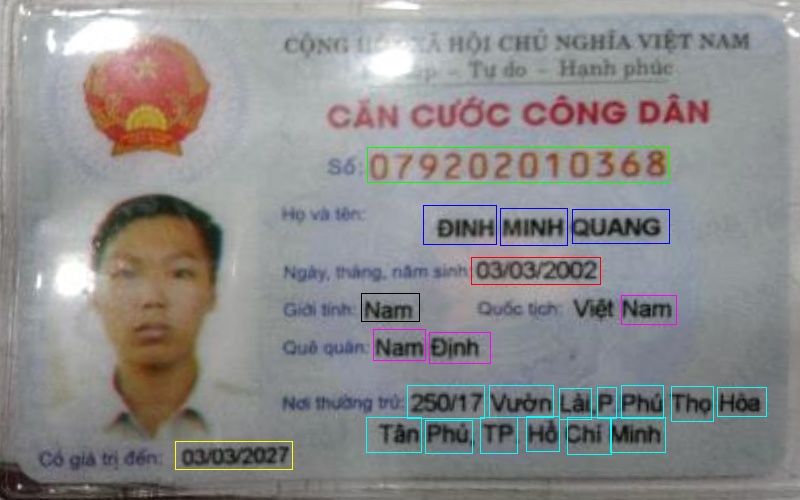 CỘNG HÒA XÃ HỘI CHỦ NGHĨA VIỆT NAM
– Tự do – Hạnh phúc
CĂN CƯỚC CÔNG DÂN
Số: 079202010368
Họ và tên: ĐINH MINH QUANG
Ngày, tháng, năm sinh: 03/03/2002
Giới tính: Nam Quốc tịch: Việt Nam
Quê quán: Nam Định
Nơi thường trú: 250/17 Vườn Lài, P. Phú Thọ Hòa
Tân Phú, TP. Hồ Chí Minh
Có giá trị đến: 03/03/2027